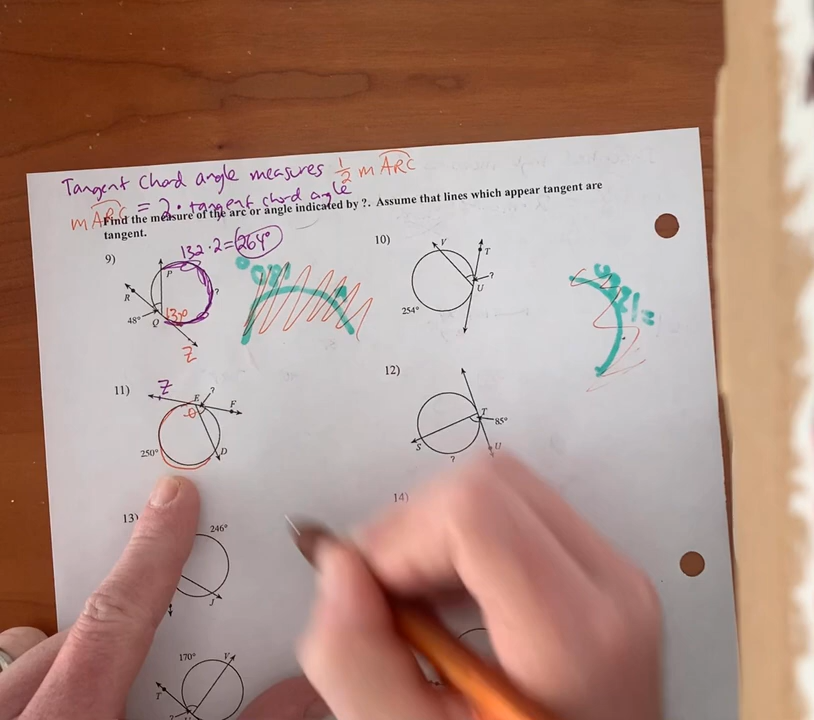 Tangent Chord angle measures 1/2 m ARC
m ARC = 2 · tangent chord angle
Find the measure of the arc or angle indicated by ?. Assume that lines which appear tangent are
tangent.
132 · 2 = 264°
9)
P
R
?
48°
Q
132°
Z
10)
V
T
?
U
254°
11)
Z
E
?
F
θ
250°
D
12)
T
85°
S
U
?
13)
246°
J
14)
170°
V
T
?